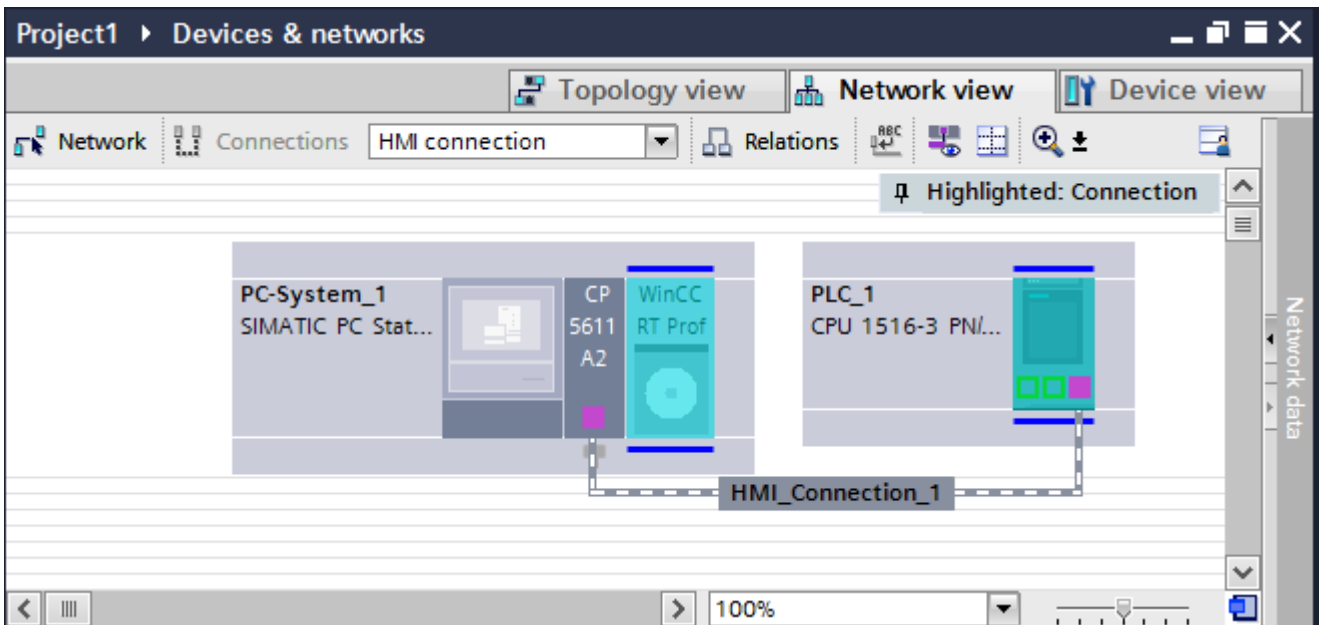 Project1 ▸ Devices & networks
Topology view
Network view
Device view
Network
Connections
HMI connection
Relations
ABC
Highlighted: Connection
PC-System_1
SIMATIC PC Stat...
CP
5611
A2
WinCC
RT Prof
PLC_1
CPU 1516-3 PN/...
HMI_Connection_1
Network data
100%